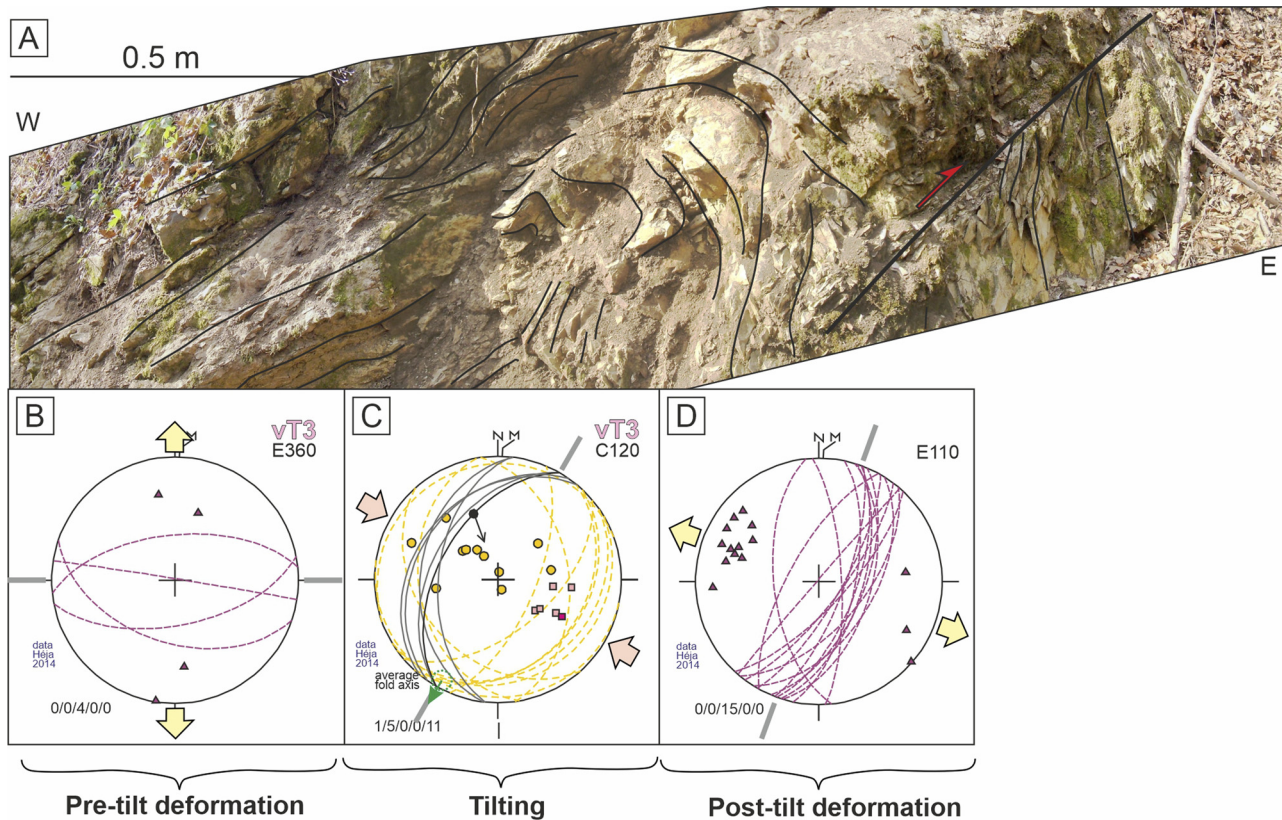 A
0.5 m
W
E
B
N M
vT3
E360
data
Héja
2014
0/0/4/0/0
C
N M
vT3
C120
data
Héja
2014
average
fold axis
1/5/0/0/11
D
N M
E110
data
Héja
2014
0/0/15/0/0
Pre-tilt deformation
Tilting
Post-tilt deformation